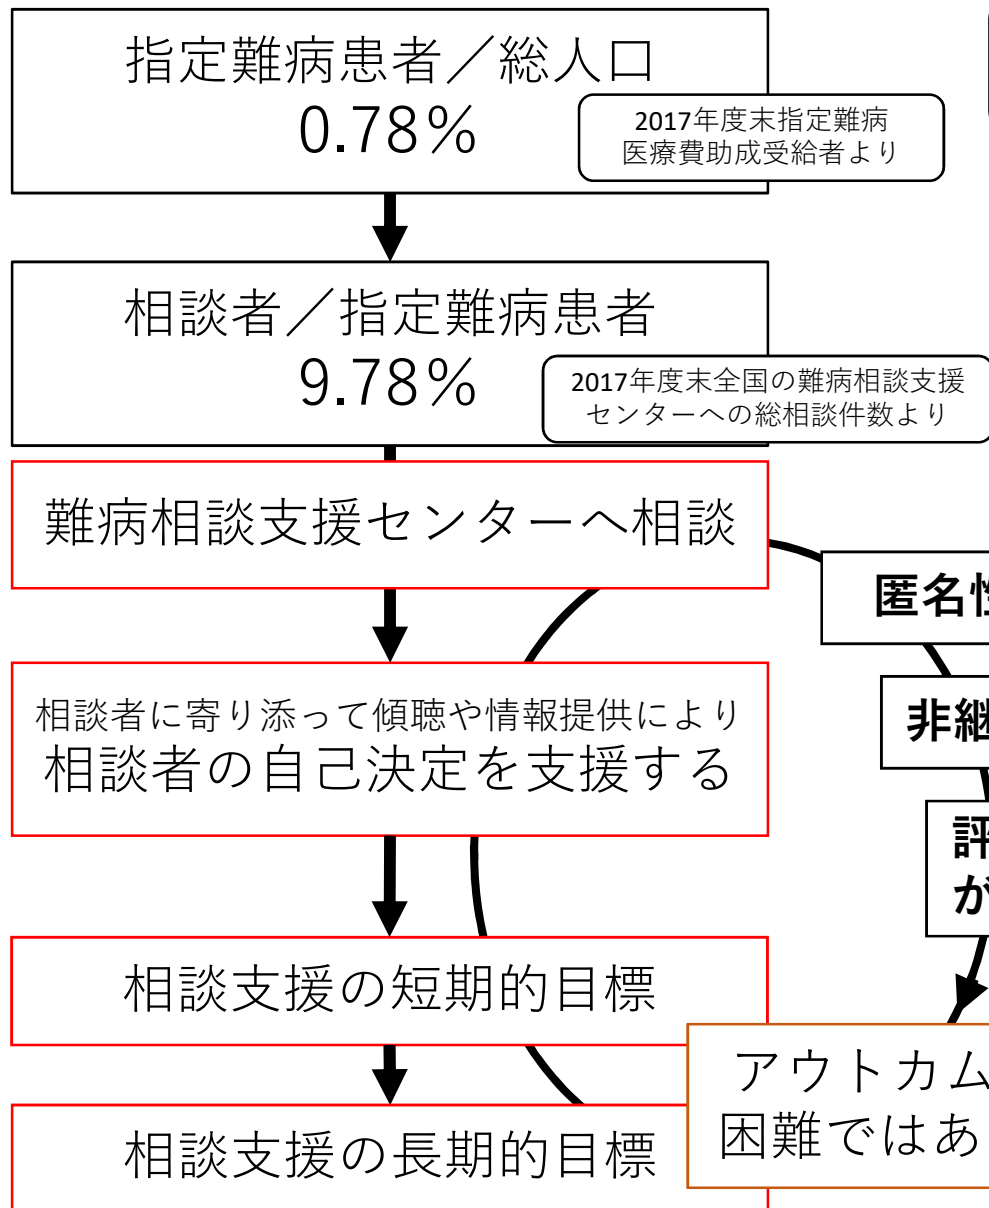 指定難病患者／総人口
0.78%
2017年度末指定難病
医療費助成受給者より
相談者／指定難病患者
9.78%
2017年度末全国の難病相談支援
センターへの総相談件数より
難病相談支援センターへ相談
匿名性
相談者に寄り添って傾聴や情報提供により
相談者の自己決定を支援する
非継
評
が
相談支援の短期的目標
アウトカム
困難ではあ
相談支援の長期的目標